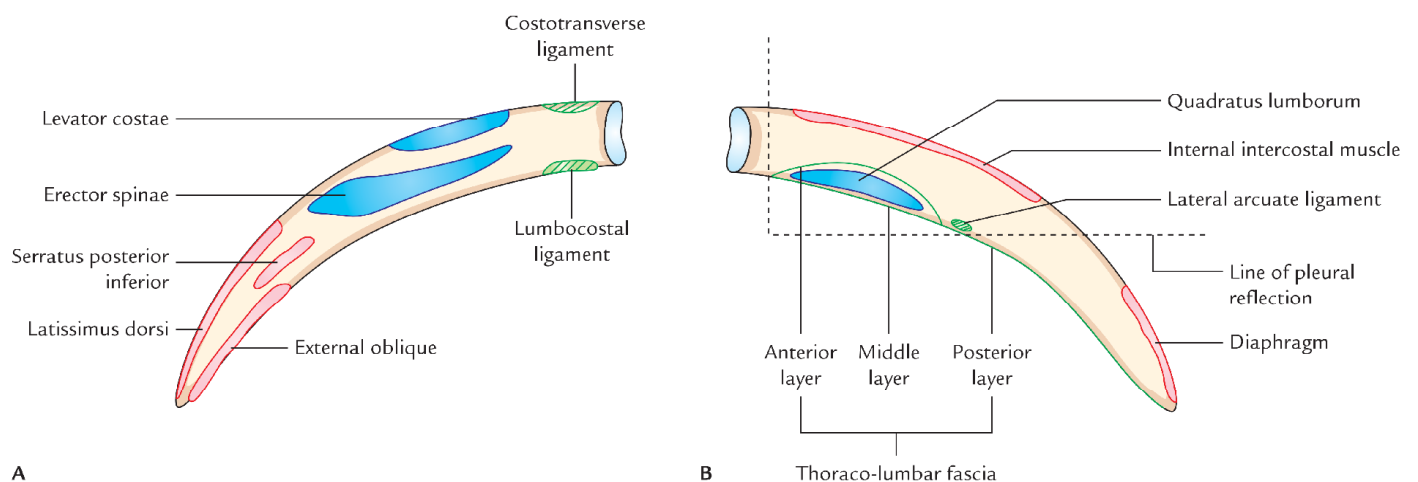 Costotransverse
ligament
Levator costae
Erector spinae
Serratus posterior
inferior
Latissimus dorsi
External oblique
Lumbocostal
ligament
A
Quadratus lumborum
Internal intercostal muscle
Lateral arcuate ligament
Line of pleural
reflection
Diaphragm
Anterior
layer
Middle
layer
Posterior
layer
Thoraco-lumbar fascia
B